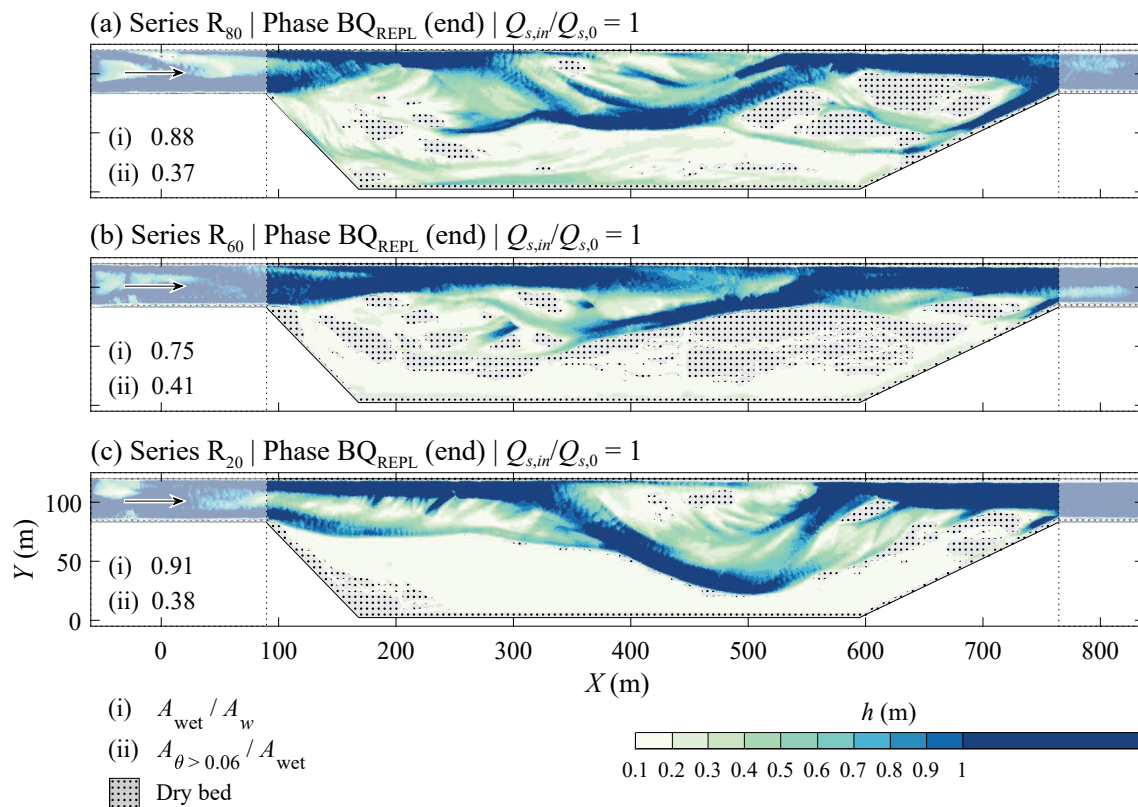 (a) Series R80 | Phase BQREPL (end) | Qs,in/Qs,0 = 1
(i) 0.88
(ii) 0.37
(b) Series R60 | Phase BQREPL (end) | Qs,in/Qs,0 = 1
(i) 0.75
(ii) 0.41
(c) Series R20 | Phase BQREPL (end) | Qs,in/Qs,0 = 1
100
50
0
Y (m)
(i) 0.91
(ii) 0.38
0 100 200 300 400 500 600 700 800
X (m)
(i) Awet / Aw
(ii) Aθ > 0.06 / Awet
Dry bed
h (m)
0.1 0.2 0.3 0.4 0.5 0.6 0.7 0.8 0.9 1